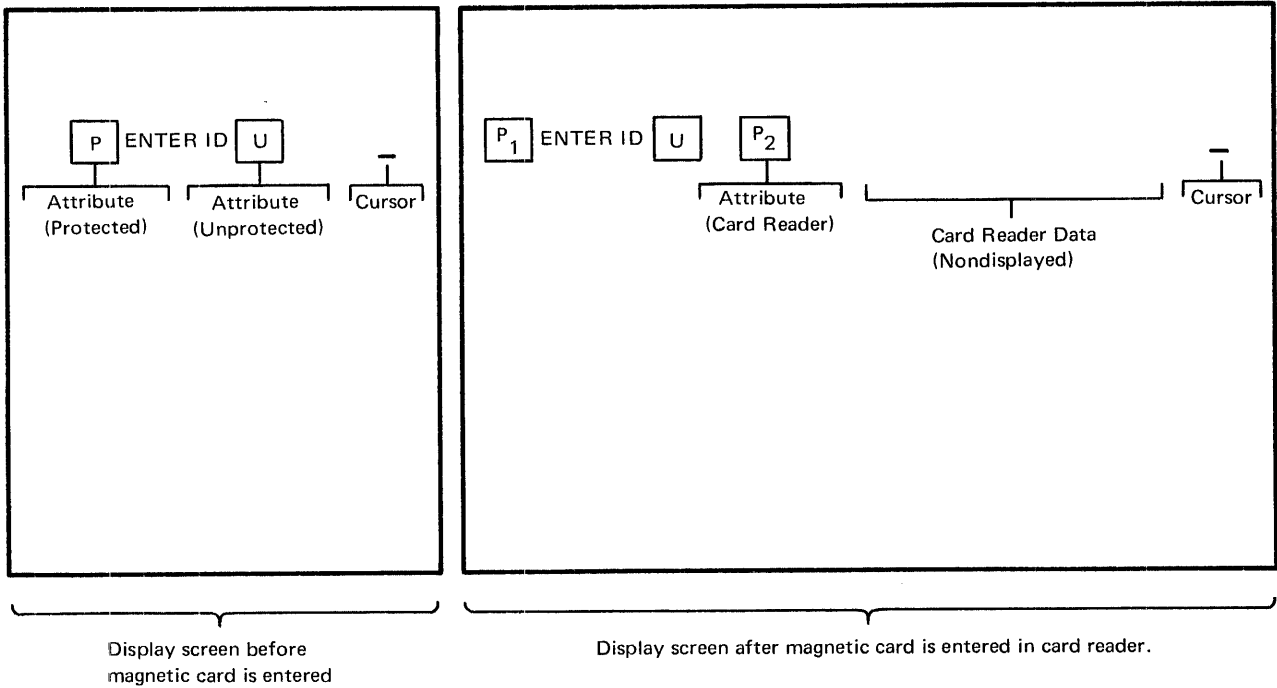 P ENTER ID U
Attribute
(Protected)
Attribute
(Unprotected)
Cursor
Display screen before
magnetic card is entered
P1 ENTER ID U P2
Attribute
(Card Reader)
Card Reader Data
(Nondisplayed)
Cursor
Display screen after magnetic card is entered in card reader.